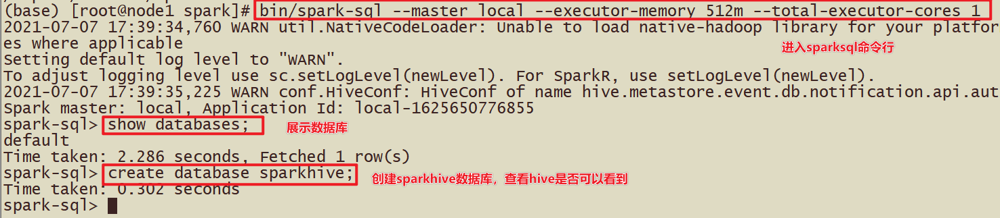 (base) [root@node1 spark]# bin/spark-sql --master local --executor-memory 512m --total-executor-cores 1
2021-07-07 17:39:34,760 WARN util.NativeCodeLoader: Unable to load native-hadoop library for your platfor
es where applicable
进入sparksql命令行
Setting default log level to "WARN".
To adjust logging level use sc.setLogLevel(newLevel). For SparkR, use setLogLevel(newLevel).
2021-07-07 17:39:35,225 WARN conf.HiveConf: HiveConf of name hive.metastore.event.db.notification.api.aut
Spark master: local, Application Id: local-1625650776855
spark-sql> show databases;
展示数据库
default
Time taken: 2.286 seconds, Fetched 1 row(s)
spark-sql> create database sparkhive;
创建sparkhive数据库，查看hive是否可以看到
Time taken: 0.302 seconds
spark-sql>